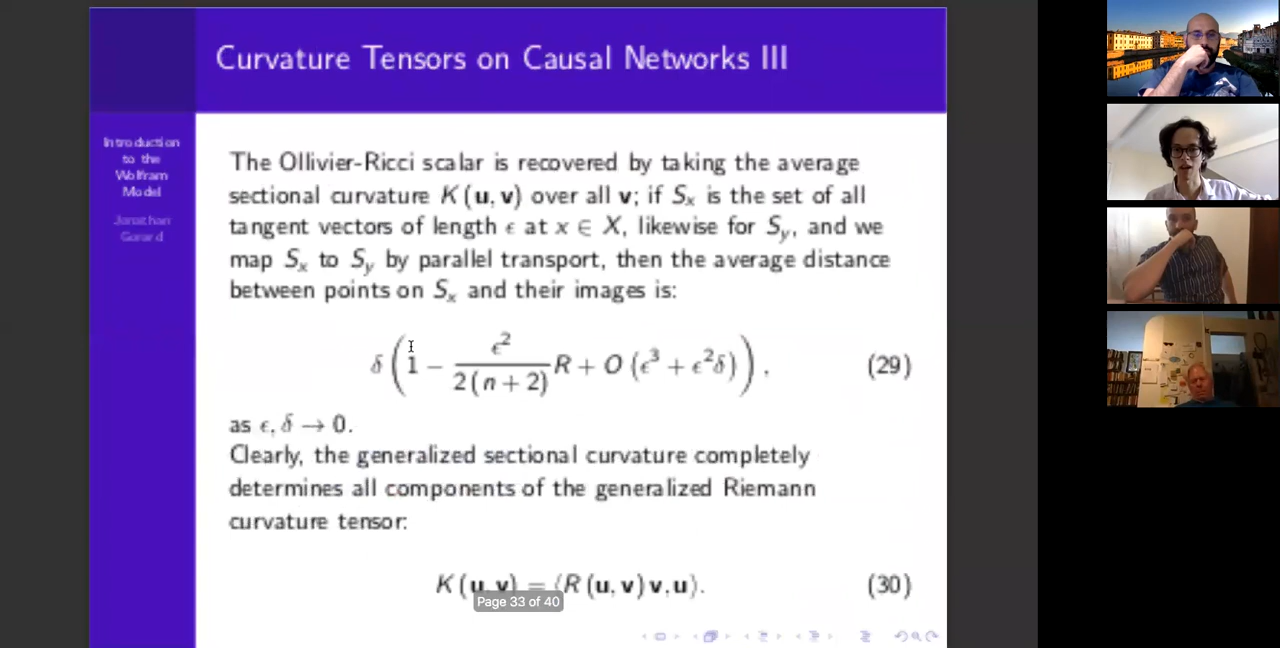 Curvature Tensors on Causal Networks III
Introduction
to the
Wolfram
Model
Jonathan
Gorard
The Ollivier-Ricci scalar is recovered by taking the average
sectional curvature K(u, v) over all v; if Sₓ is the set of all
tangent vectors of length ϵ at x ∈ X, likewise for S_y, and we
map Sₓ to S_y by parallel transport, then the average distance
between points on Sₓ and their images is:
δ (1 − ϵ²/2(n + 2) R + O (ϵ³ + ϵ²δ)), (29)
as ϵ, δ → 0.
Clearly, the generalized sectional curvature completely
determines all components of the generalized Riemann
curvature tensor:
K(u, v) = ⟨R(u, v) v, u⟩. (30)
Page 33 of 40